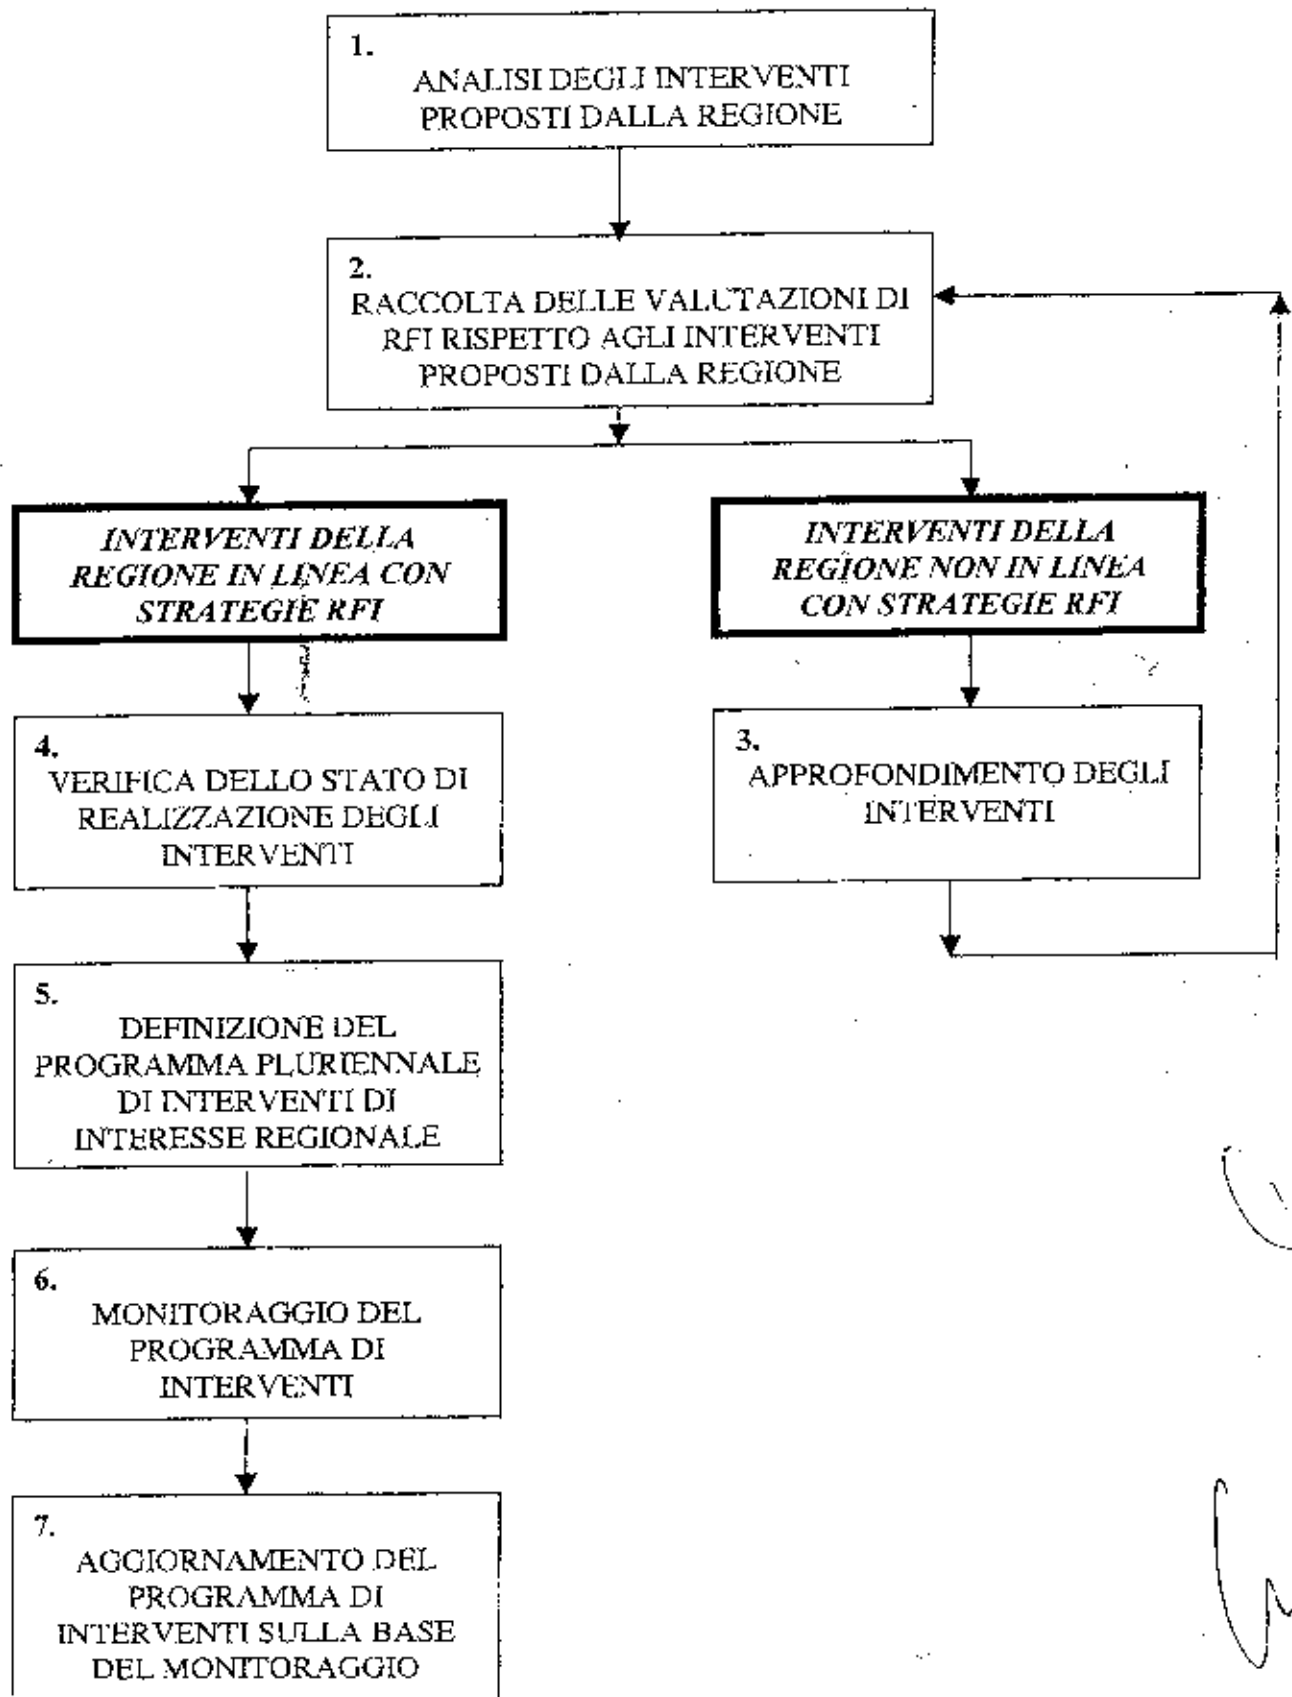 1.
ANALISI DEGLI INTERVENTI
PROPOSTI DALLA REGIONE
2.
RACCOLTA DELLE VALUTAZIONI DI
RFI RISPETTO AGLI INTERVENTI
PROPOSTI DALLA REGIONE
INTERVENTI DELLA
REGIONE IN LINEA CON
STRATEGIE RFI
INTERVENTI DELLA
REGIONE NON IN LINEA
CON STRATEGIE RFI
3.
APPROFONDIMENTO DEGLI
INTERVENTI
4.
VERIFICA DELLO STATO DI
REALIZZAZIONE DEGLI
INTERVENTI
5.
DEFINIZIONE DEL
PROGRAMMA PLURIENNALE
DI INTERVENTI DI
INTERESSE REGIONALE
6.
MONITORAGGIO DEL
PROGRAMMA DI
INTERVENTI
7.
AGGIORNAMENTO DEL
PROGRAMMA DI
INTERVENTI SULLA BASE
DEL MONITORAGGIO